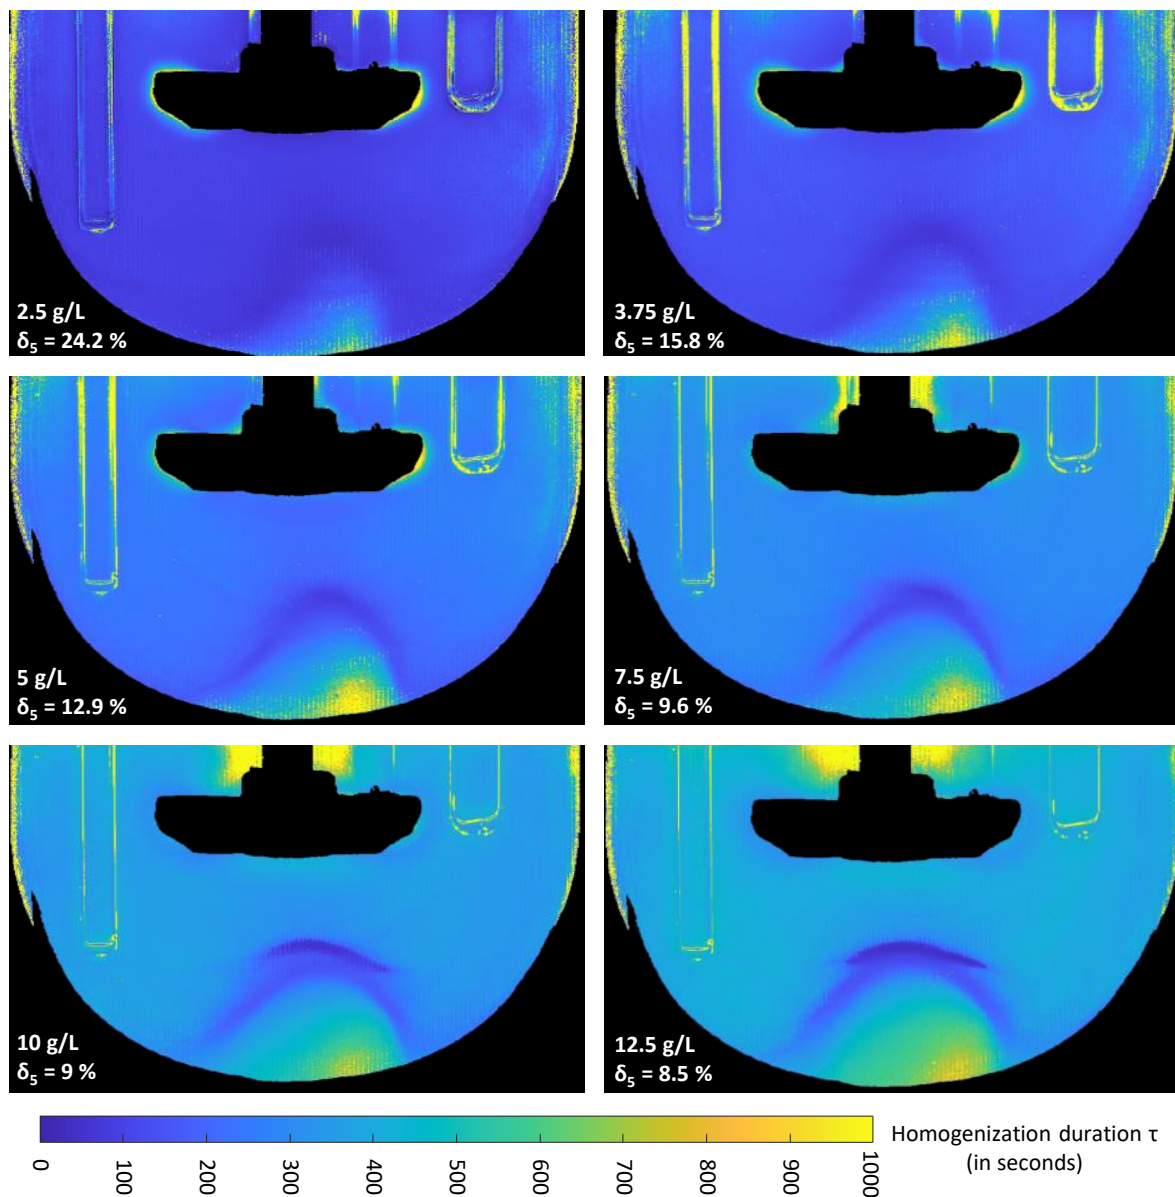 2.5 g/L
δ₅ = 24.2 %
3.75 g/L
δ₅ = 15.8 %
5 g/L
δ₅ = 12.9 %
7.5 g/L
δ₅ = 9.6 %
10 g/L
δ₅ = 9 %
12.5 g/L
δ₅ = 8.5 %
0 100 200 300 400 500 600 700 800 900 1000
Homogenization duration τ
(in seconds)